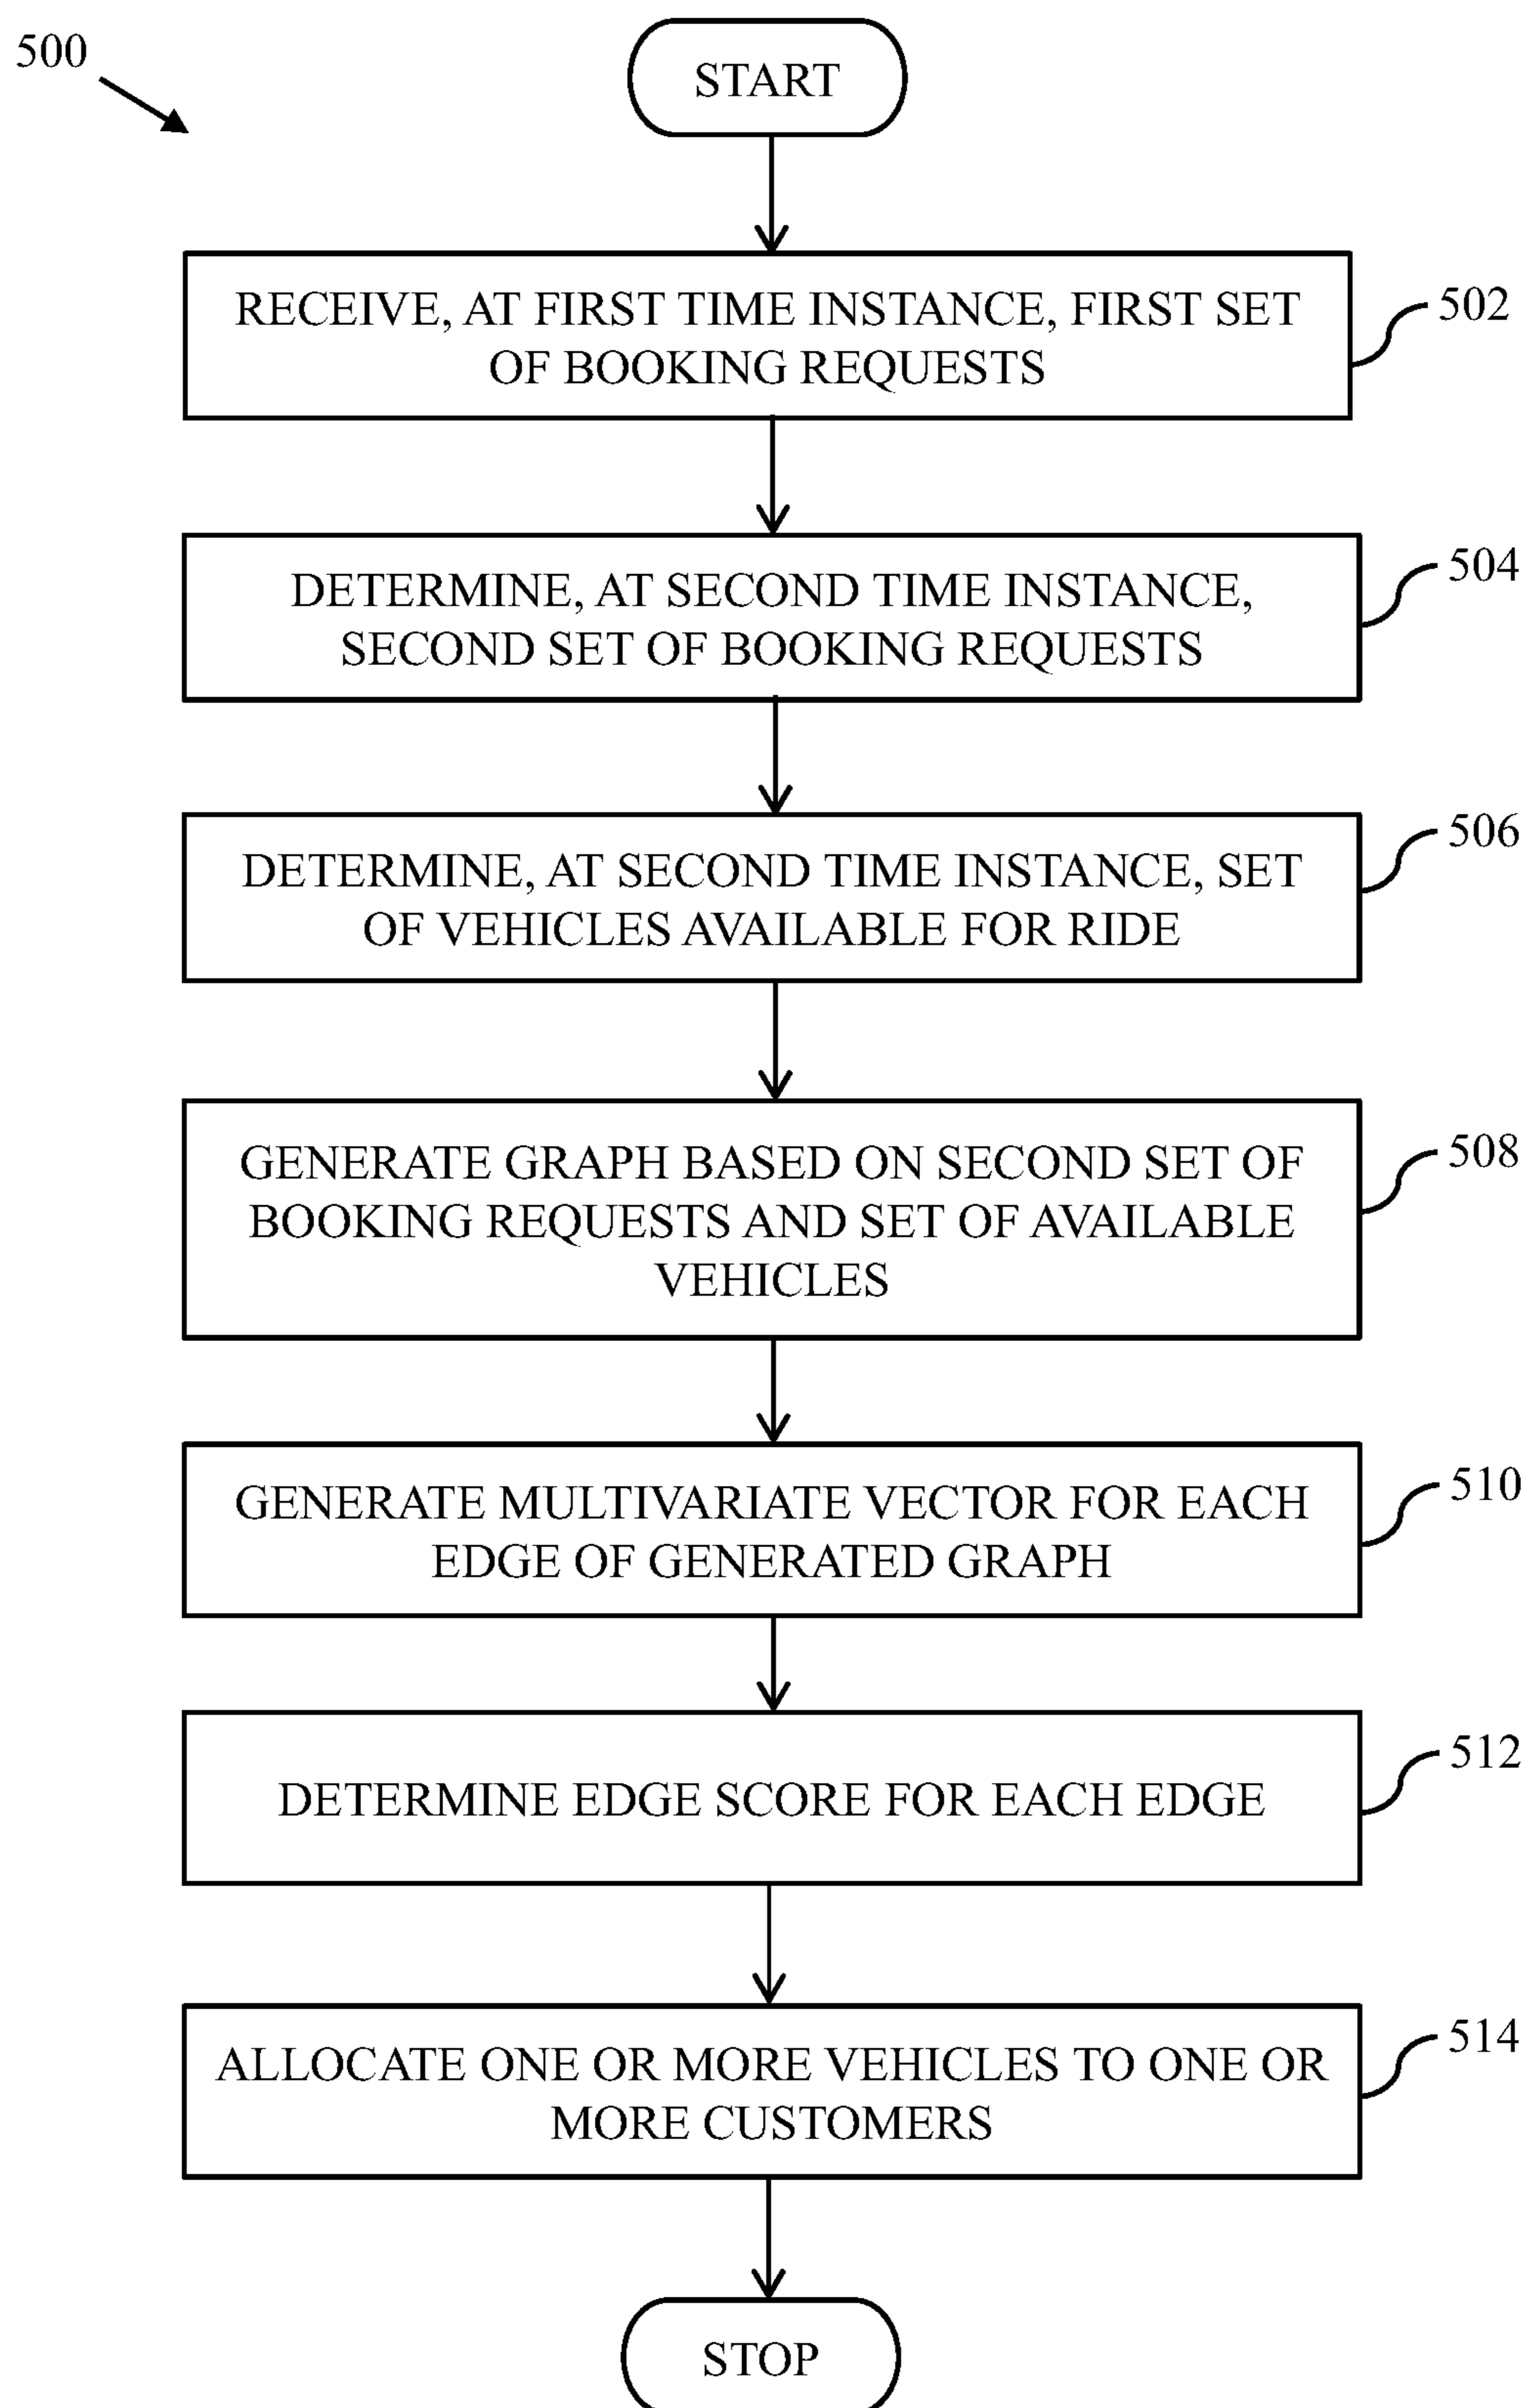 500
START
RECEIVE, AT FIRST TIME INSTANCE, FIRST SET
OF BOOKING REQUESTS
502
DETERMINE, AT SECOND TIME INSTANCE,
SECOND SET OF BOOKING REQUESTS
504
DETERMINE, AT SECOND TIME INSTANCE, SET
OF VEHICLES AVAILABLE FOR RIDE
506
GENERATE GRAPH BASED ON SECOND SET OF
BOOKING REQUESTS AND SET OF AVAILABLE
VEHICLES
508
GENERATE MULTIVARIATE VECTOR FOR EACH
EDGE OF GENERATED GRAPH
510
DETERMINE EDGE SCORE FOR EACH EDGE
512
ALLOCATE ONE OR MORE VEHICLES TO ONE OR
MORE CUSTOMERS
514
STOP